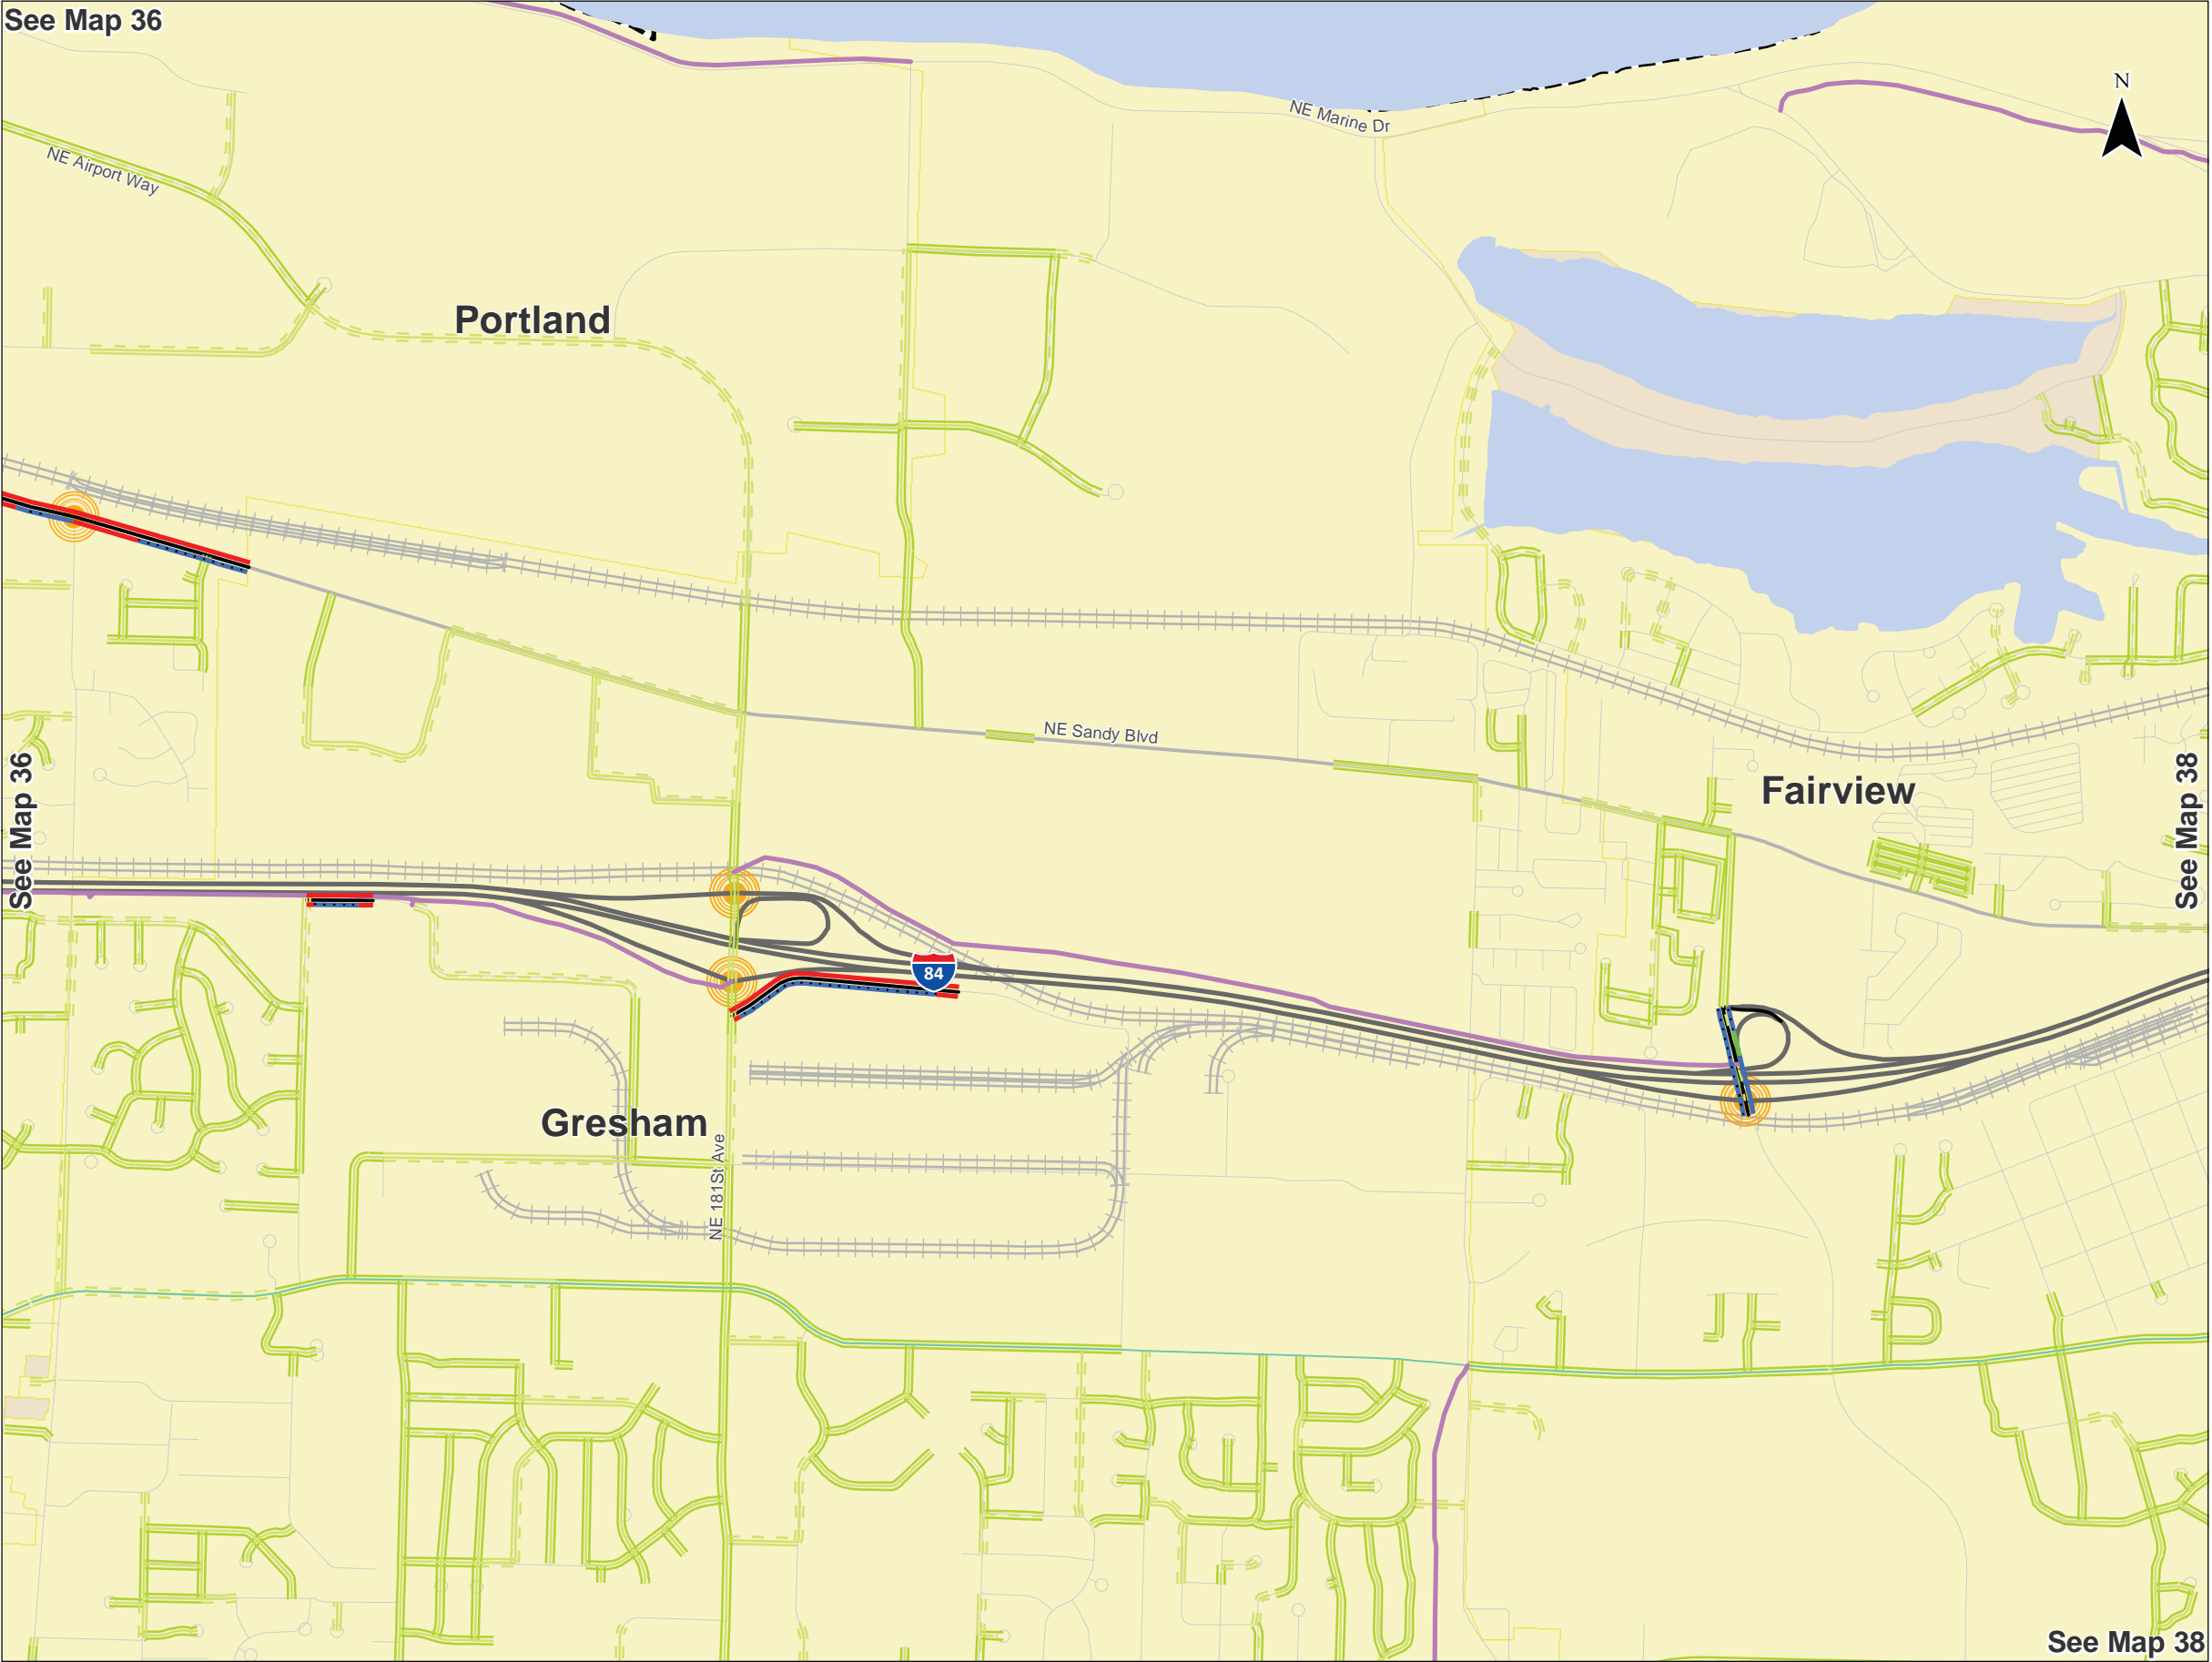 See Map 36
N
NE Marine Dr
NE Airport Way
Portland
NE Sandy Blvd
See Map 36
Fairview
See Map 38
84
Gresham
NE 181St Ave
See Map 38